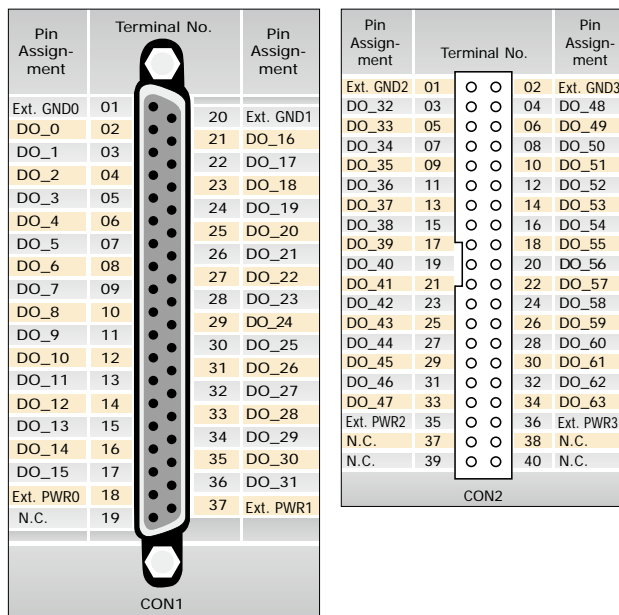 Pin Assign- ment Terminal No. Pin Assign- ment
Ext. GND0 01
DO_0 02
DO_1 03
DO_2 04
DO_3 05
DO_4 06
DO_5 07
DO_6 08
DO_7 09
DO_8 10
DO_9 11
DO_10 12
DO_11 13
DO_12 14
DO_13 15
DO_14 16
DO_15 17
Ext. PWR0 18
N.C. 19
20 Ext. GND1
21 DO_16
22 DO_17
23 DO_18
24 DO_19
25 DO_20
26 DO_21
27 DO_22
28 DO_23
29 DO_24
30 DO_25
31 DO_26
32 DO_27
33 DO_28
34 DO_29
35 DO_30
36 DO_31
37 Ext. PWR1
CON1
Pin Assign- ment Terminal No. Pin Assign- ment
Ext. GND2 01 02 Ext. GND3
DO_32 03 04 DO_48
DO_33 05 06 DO_49
DO_34 07 08 DO_50
DO_35 09 10 DO_51
DO_36 11 12 DO_52
DO_37 13 14 DO_53
DO_38 15 16 DO_54
DO_39 17 18 DO_55
DO_40 19 20 DO_56
DO_41 21 22 DO_57
DO_42 23 24 DO_58
DO_43 25 26 DO_59
DO_44 27 28 DO_60
DO_45 29 30 DO_61
DO_46 31 32 DO_62
DO_47 33 34 DO_63
Ext. PWR2 35 36 Ext. PWR3
N.C. 37 38 N.C.
N.C. 39 40 N.C.
CON2